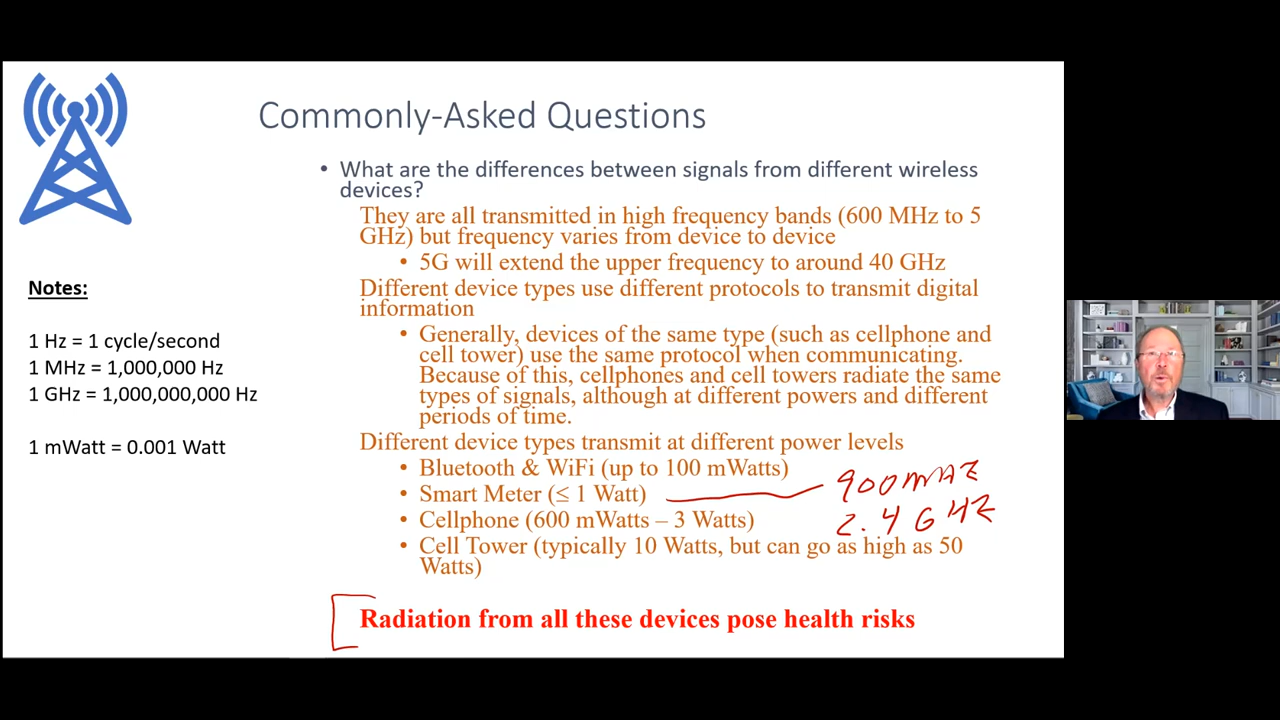 Commonly-Asked Questions
• What are the differences between signals from different wireless
devices?
They are all transmitted in high frequency bands (600 MHz to 5
GHz) but frequency varies from device to device
• 5G will extend the upper frequency to around 40 GHz
Different device types use different protocols to transmit digital
information
• Generally, devices of the same type (such as cellphone and
cell tower) use the same protocol when communicating.
Because of this, cellphones and cell towers radiate the same
types of signals, although at different powers and different
periods of time.
Different device types transmit at different power levels
• Bluetooth & WiFi (up to 100 mWatts)
• Smart Meter (≤ 1 Watt)
900 MHZ
2.4 GHZ
• Cellphone (600 mWatts – 3 Watts)
• Cell Tower (typically 10 Watts, but can go as high as 50
Watts)
Radiation from all these devices pose health risks
Notes:
1 Hz = 1 cycle/second
1 MHz = 1,000,000 Hz
1 GHz = 1,000,000,000 Hz
1 mWatt = 0.001 Watt